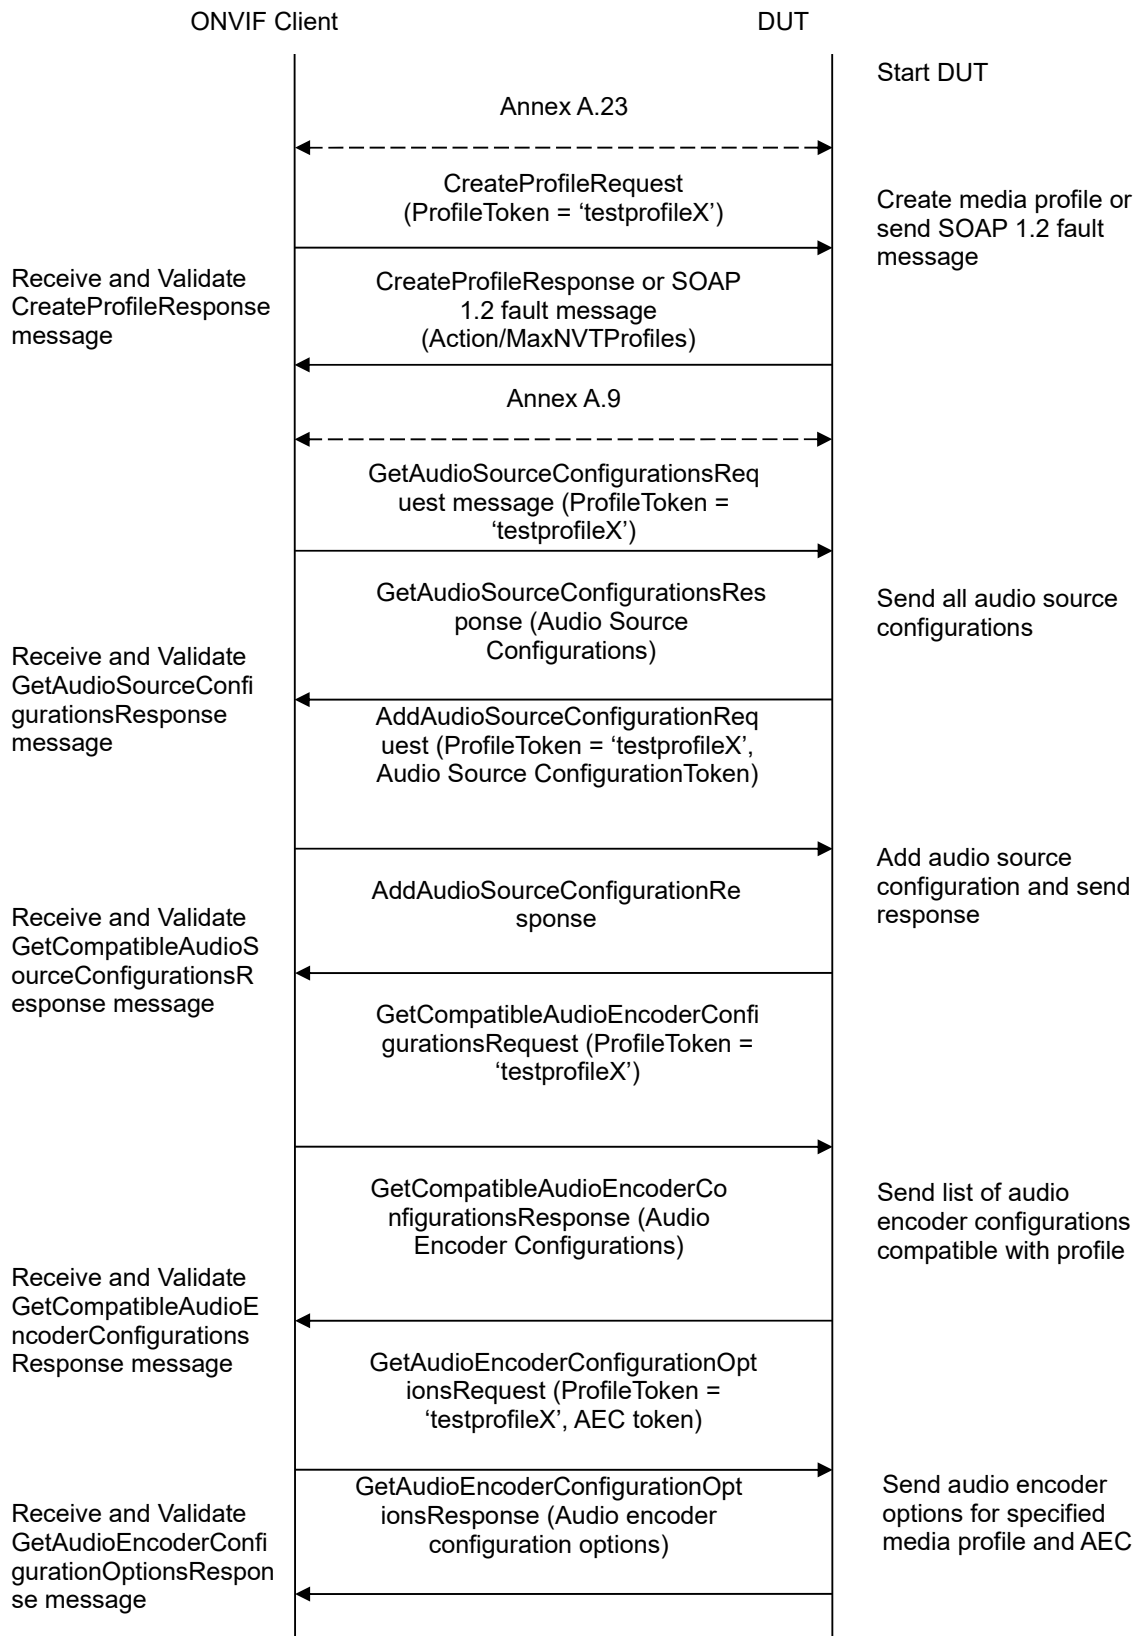 ONVIF Client
DUT
Start DUT
Annex A.23
CreateProfileRequest
(ProfileToken = ‘testprofileX’)
Create media profile or
send SOAP 1.2 fault
message
Receive and Validate
CreateProfileResponse
message
CreateProfileResponse or SOAP
1.2 fault message
(Action/MaxNVTProfiles)
Annex A.9
GetAudioSourceConfigurationsReq
uest message (ProfileToken =
‘testprofileX’)
GetAudioSourceConfigurationsRes
ponse (Audio Source
Configurations)
Send all audio source
configurations
Receive and Validate
GetAudioSourceConfi
gurationsResponse
message
AddAudioSourceConfigurationReq
uest (ProfileToken = ‘testprofileX’,
Audio Source ConfigurationToken)
Add audio source
configuration and send
response
AddAudioSourceConfigurationRe
sponse
Receive and Validate
GetCompatibleAudioS
ourceConfigurationsR
esponse message
GetCompatibleAudioEncoderConfi
gurationsRequest (ProfileToken =
‘testprofileX’)
GetCompatibleAudioEncoderCo
nfigurationsResponse (Audio
Encoder Configurations)
Send list of audio
encoder configurations
compatible with profile
Receive and Validate
GetCompatibleAudioE
ncoderConfigurations
Response message
GetAudioEncoderConfigurationOpt
ionsRequest (ProfileToken =
‘testprofileX’, AEC token)
GetAudioEncoderConfigurationOpt
ionsResponse (Audio encoder
configuration options)
Send audio encoder
options for specified
media profile and AEC
Receive and Validate
GetAudioEncoderConfi
gurationOptionsRespon
se message